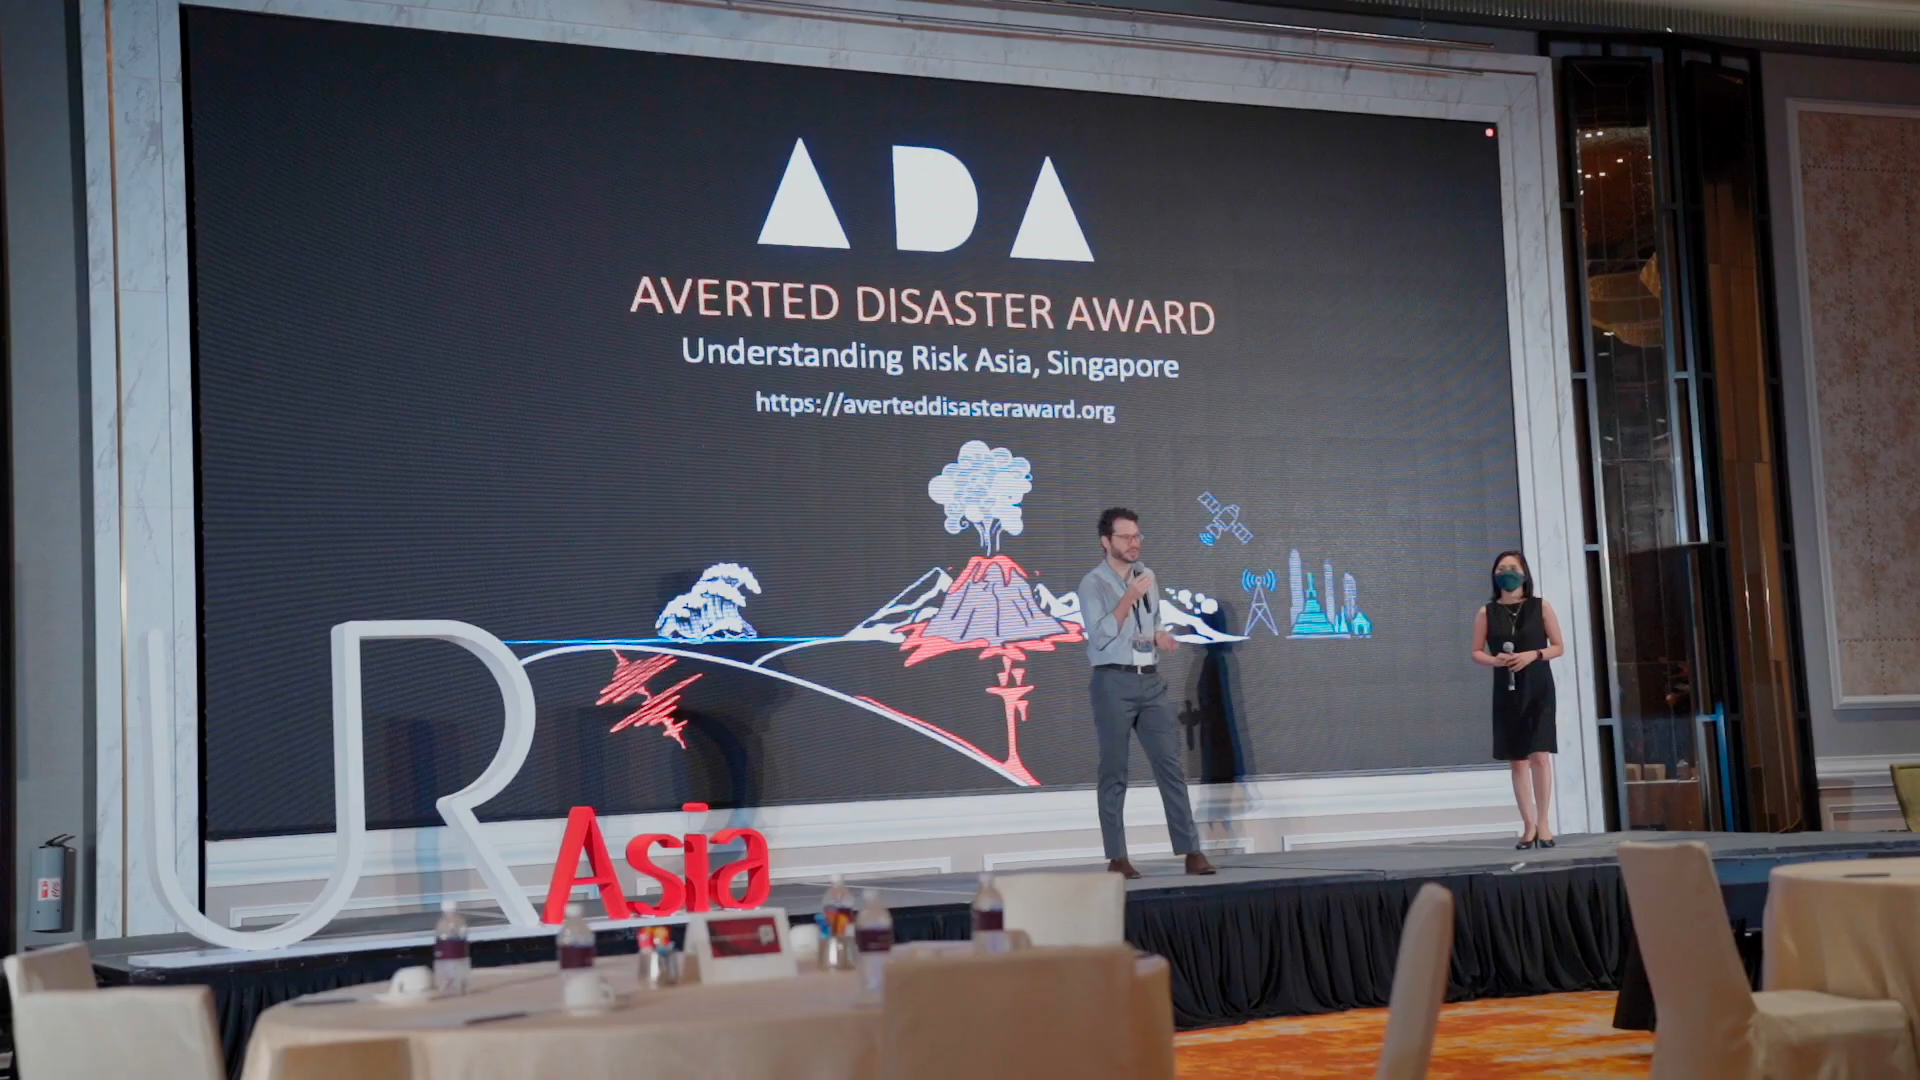 ADA
AVERTED DISASTER AWARD
Understanding Risk Asia, Singapore
https://averteddisasteraward.org
UR
Asia